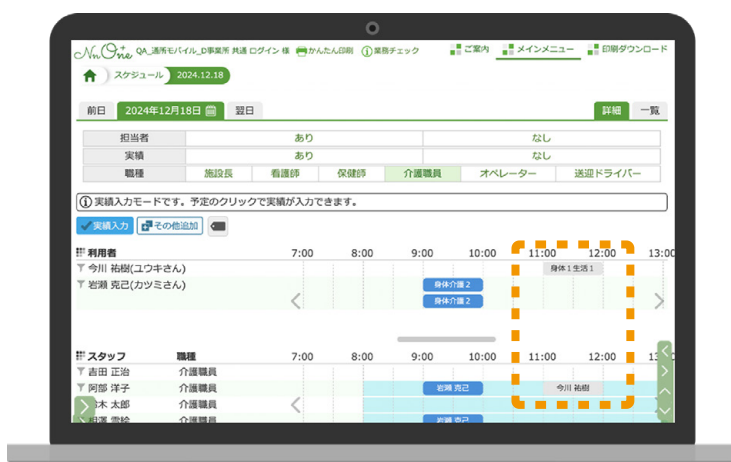 Nn One QA_通所モバイル_D事業所 共通 ログイン 様 かんたん印刷 業務チェック ご案内 メインメニュー 印刷ダウンロード
スケジュール 2024.12.18
前日 2024年12月18日 翌日 詳細 一覧
担当者 あり なし
実績 あり なし
職種 施設長 看護師 保健師 介護職員 オペレーター 送迎ドライバー
実績入力モードです。予定のクリックで実績が入力できます。
実績入力 その他追加
利用者 7:00 8:00 9:00 10:00 11:00 12:00 13:00
今川 祐樹(ユウキさん) 身体1生活1
岩瀬 克己(カツミさん) 身体介護2
身体介護2
スタッフ 職種 7:00 8:00 9:00 10:00 11:00 12:00
吉田 正治 介護職員
阿部 洋子 介護職員 岩瀬 克己 今川 祐樹
木 太郎 介護職員
介護職員 岩瀬 克己